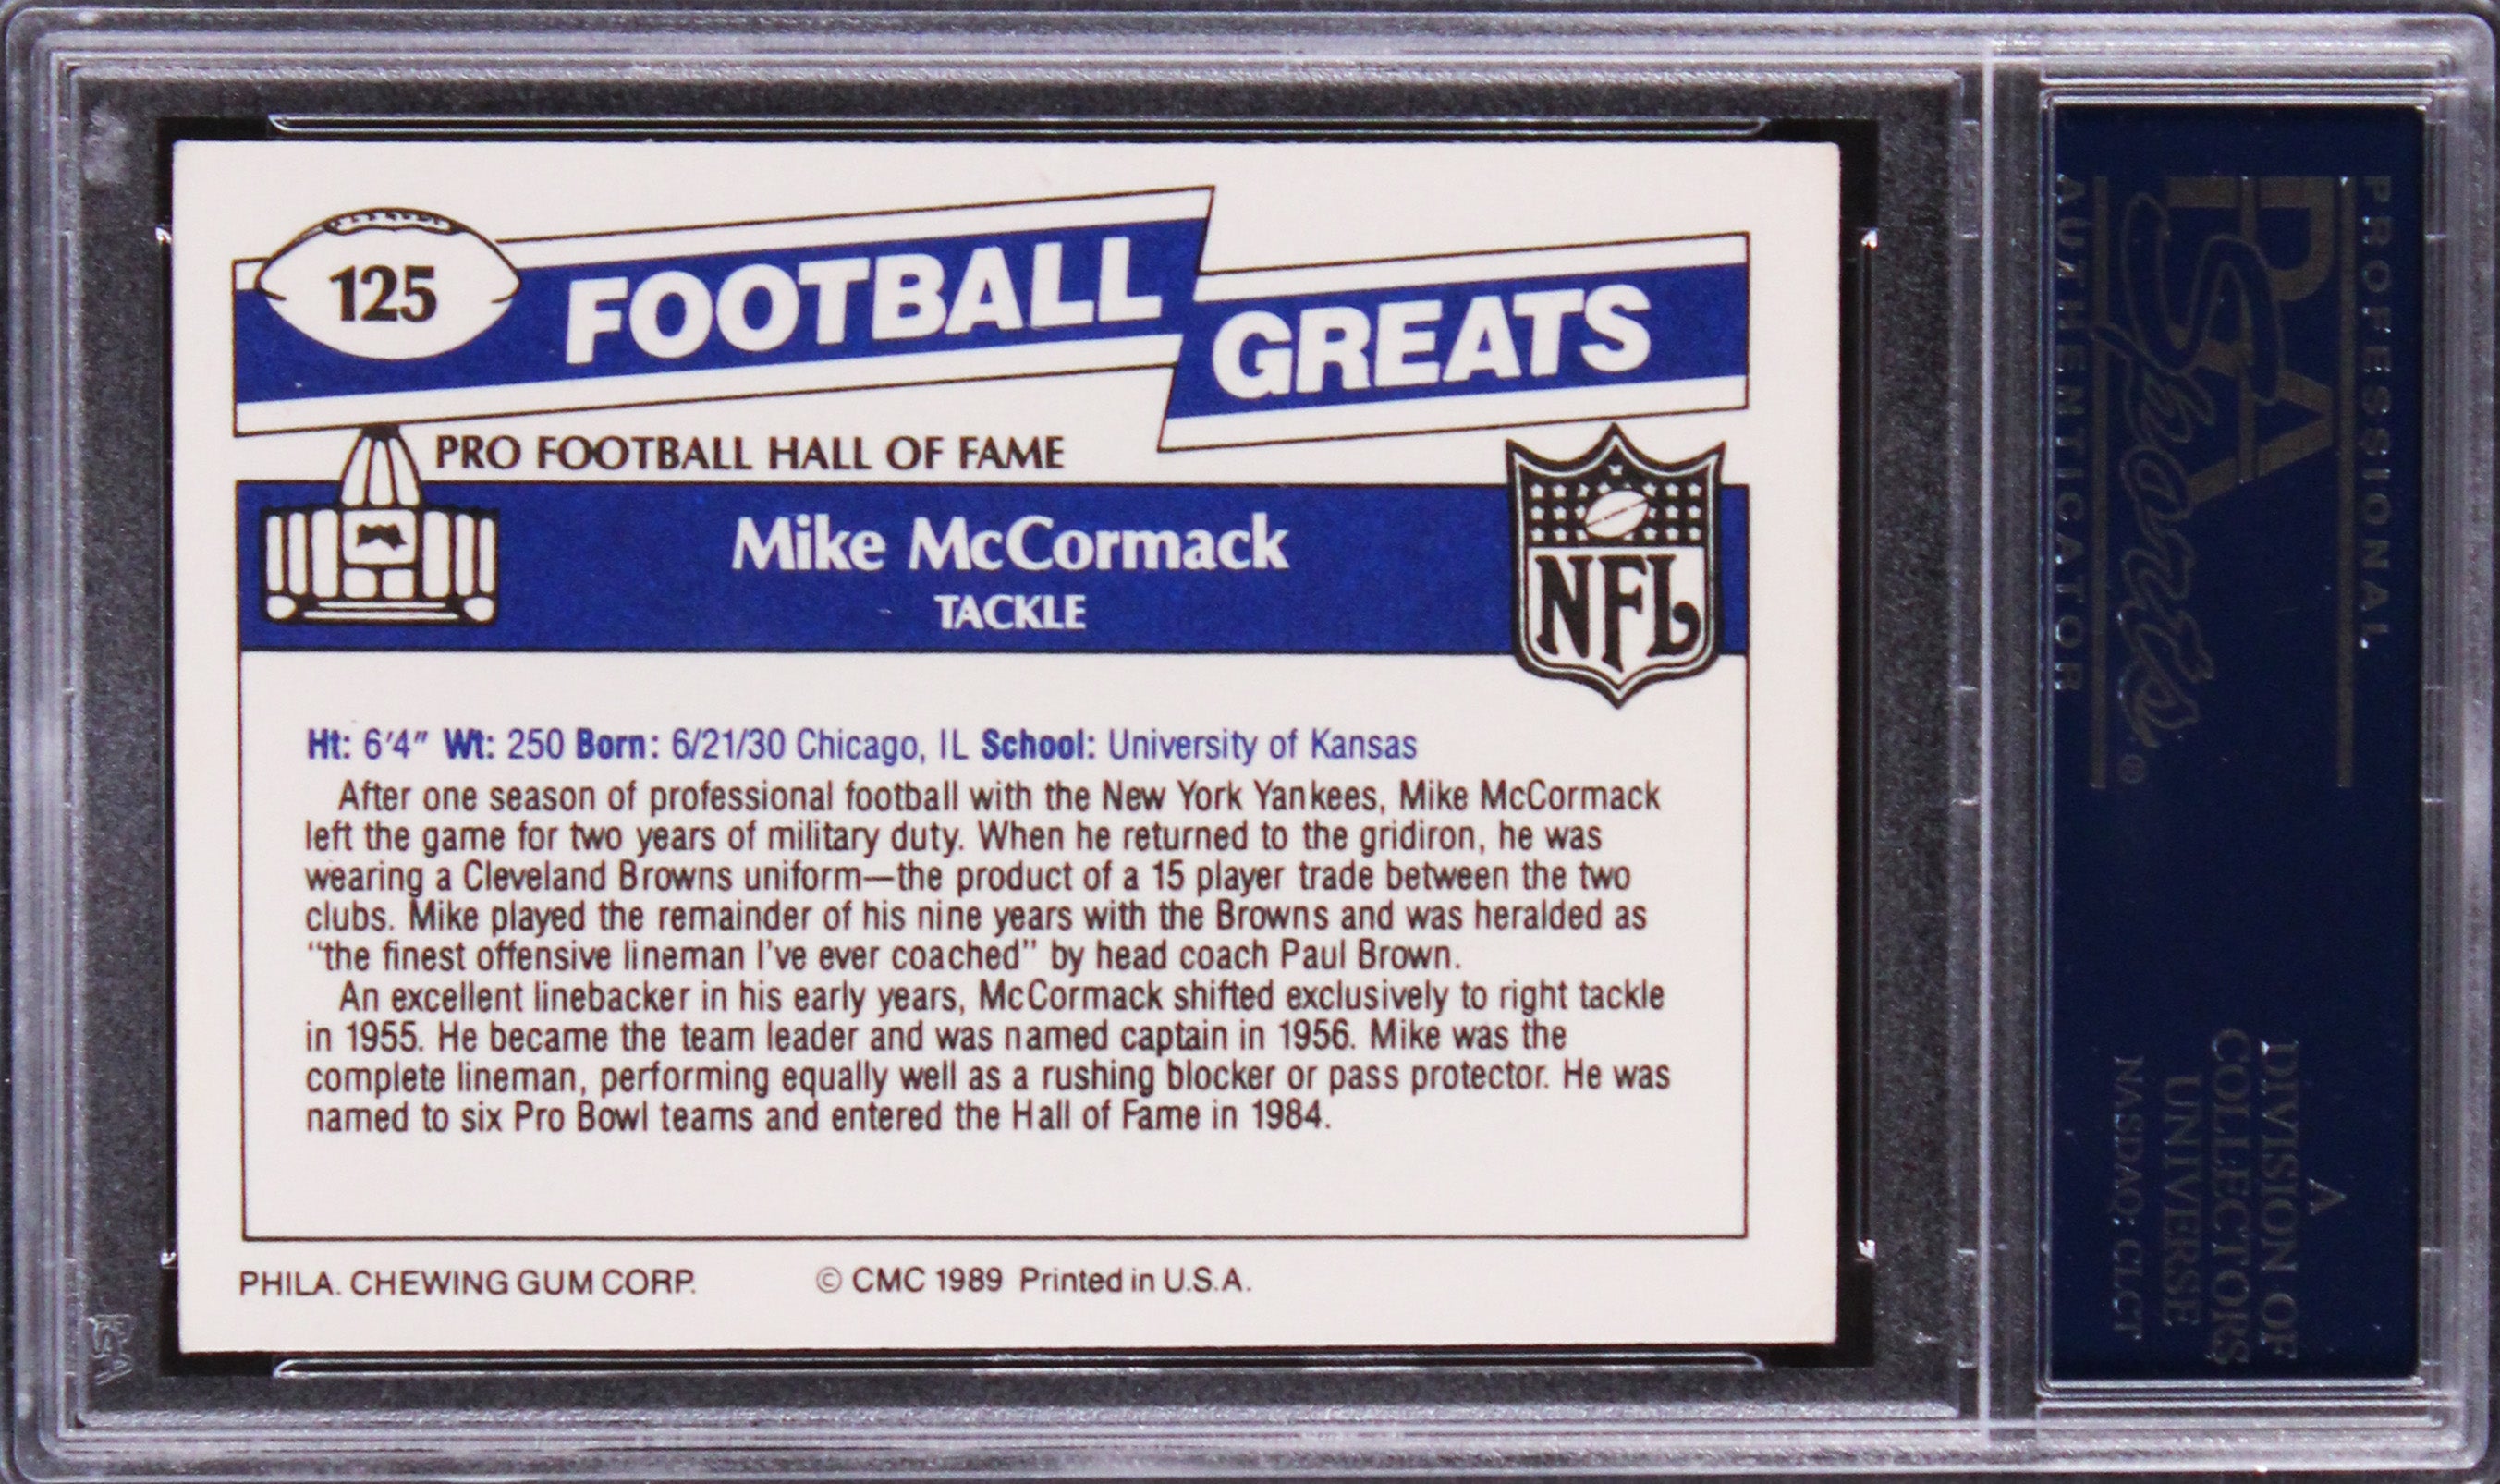 125
FOOTBALL
GREATS
PRO FOOTBALL HALL OF FAME
Mike McCormack
TACKLE
NFL
Ht: 6'4" Wt: 250 Born: 6/21/30 Chicago, IL School: University of Kansas
After one season of professional football with the New York Yankees, Mike McCormack
left the game for two years of military duty. When he returned to the gridiron, he was
wearing a Cleveland Browns uniform—the product of a 15 player trade between the two
clubs. Mike played the remainder of his nine years with the Browns and was heralded as
"the finest offensive lineman I've ever coached" by head coach Paul Brown.
An excellent linebacker in his early years, McCormack shifted exclusively to right tackle
in 1955. He became the team leader and was named captain in 1956. Mike was the
complete lineman, performing equally well as a rushing blocker or pass protector. He was
named to six Pro Bowl teams and entered the Hall of Fame in 1984.
PHILA. CHEWING GUM CORP. © CMC 1989 Printed in U.S.A.
PROFESSIONAL
PSA
Sports
AUTHENTICATOR
®
A
DIVISION OF
COLLECTORS
UNIVERSE
NASDAQ: CLCT
PSA